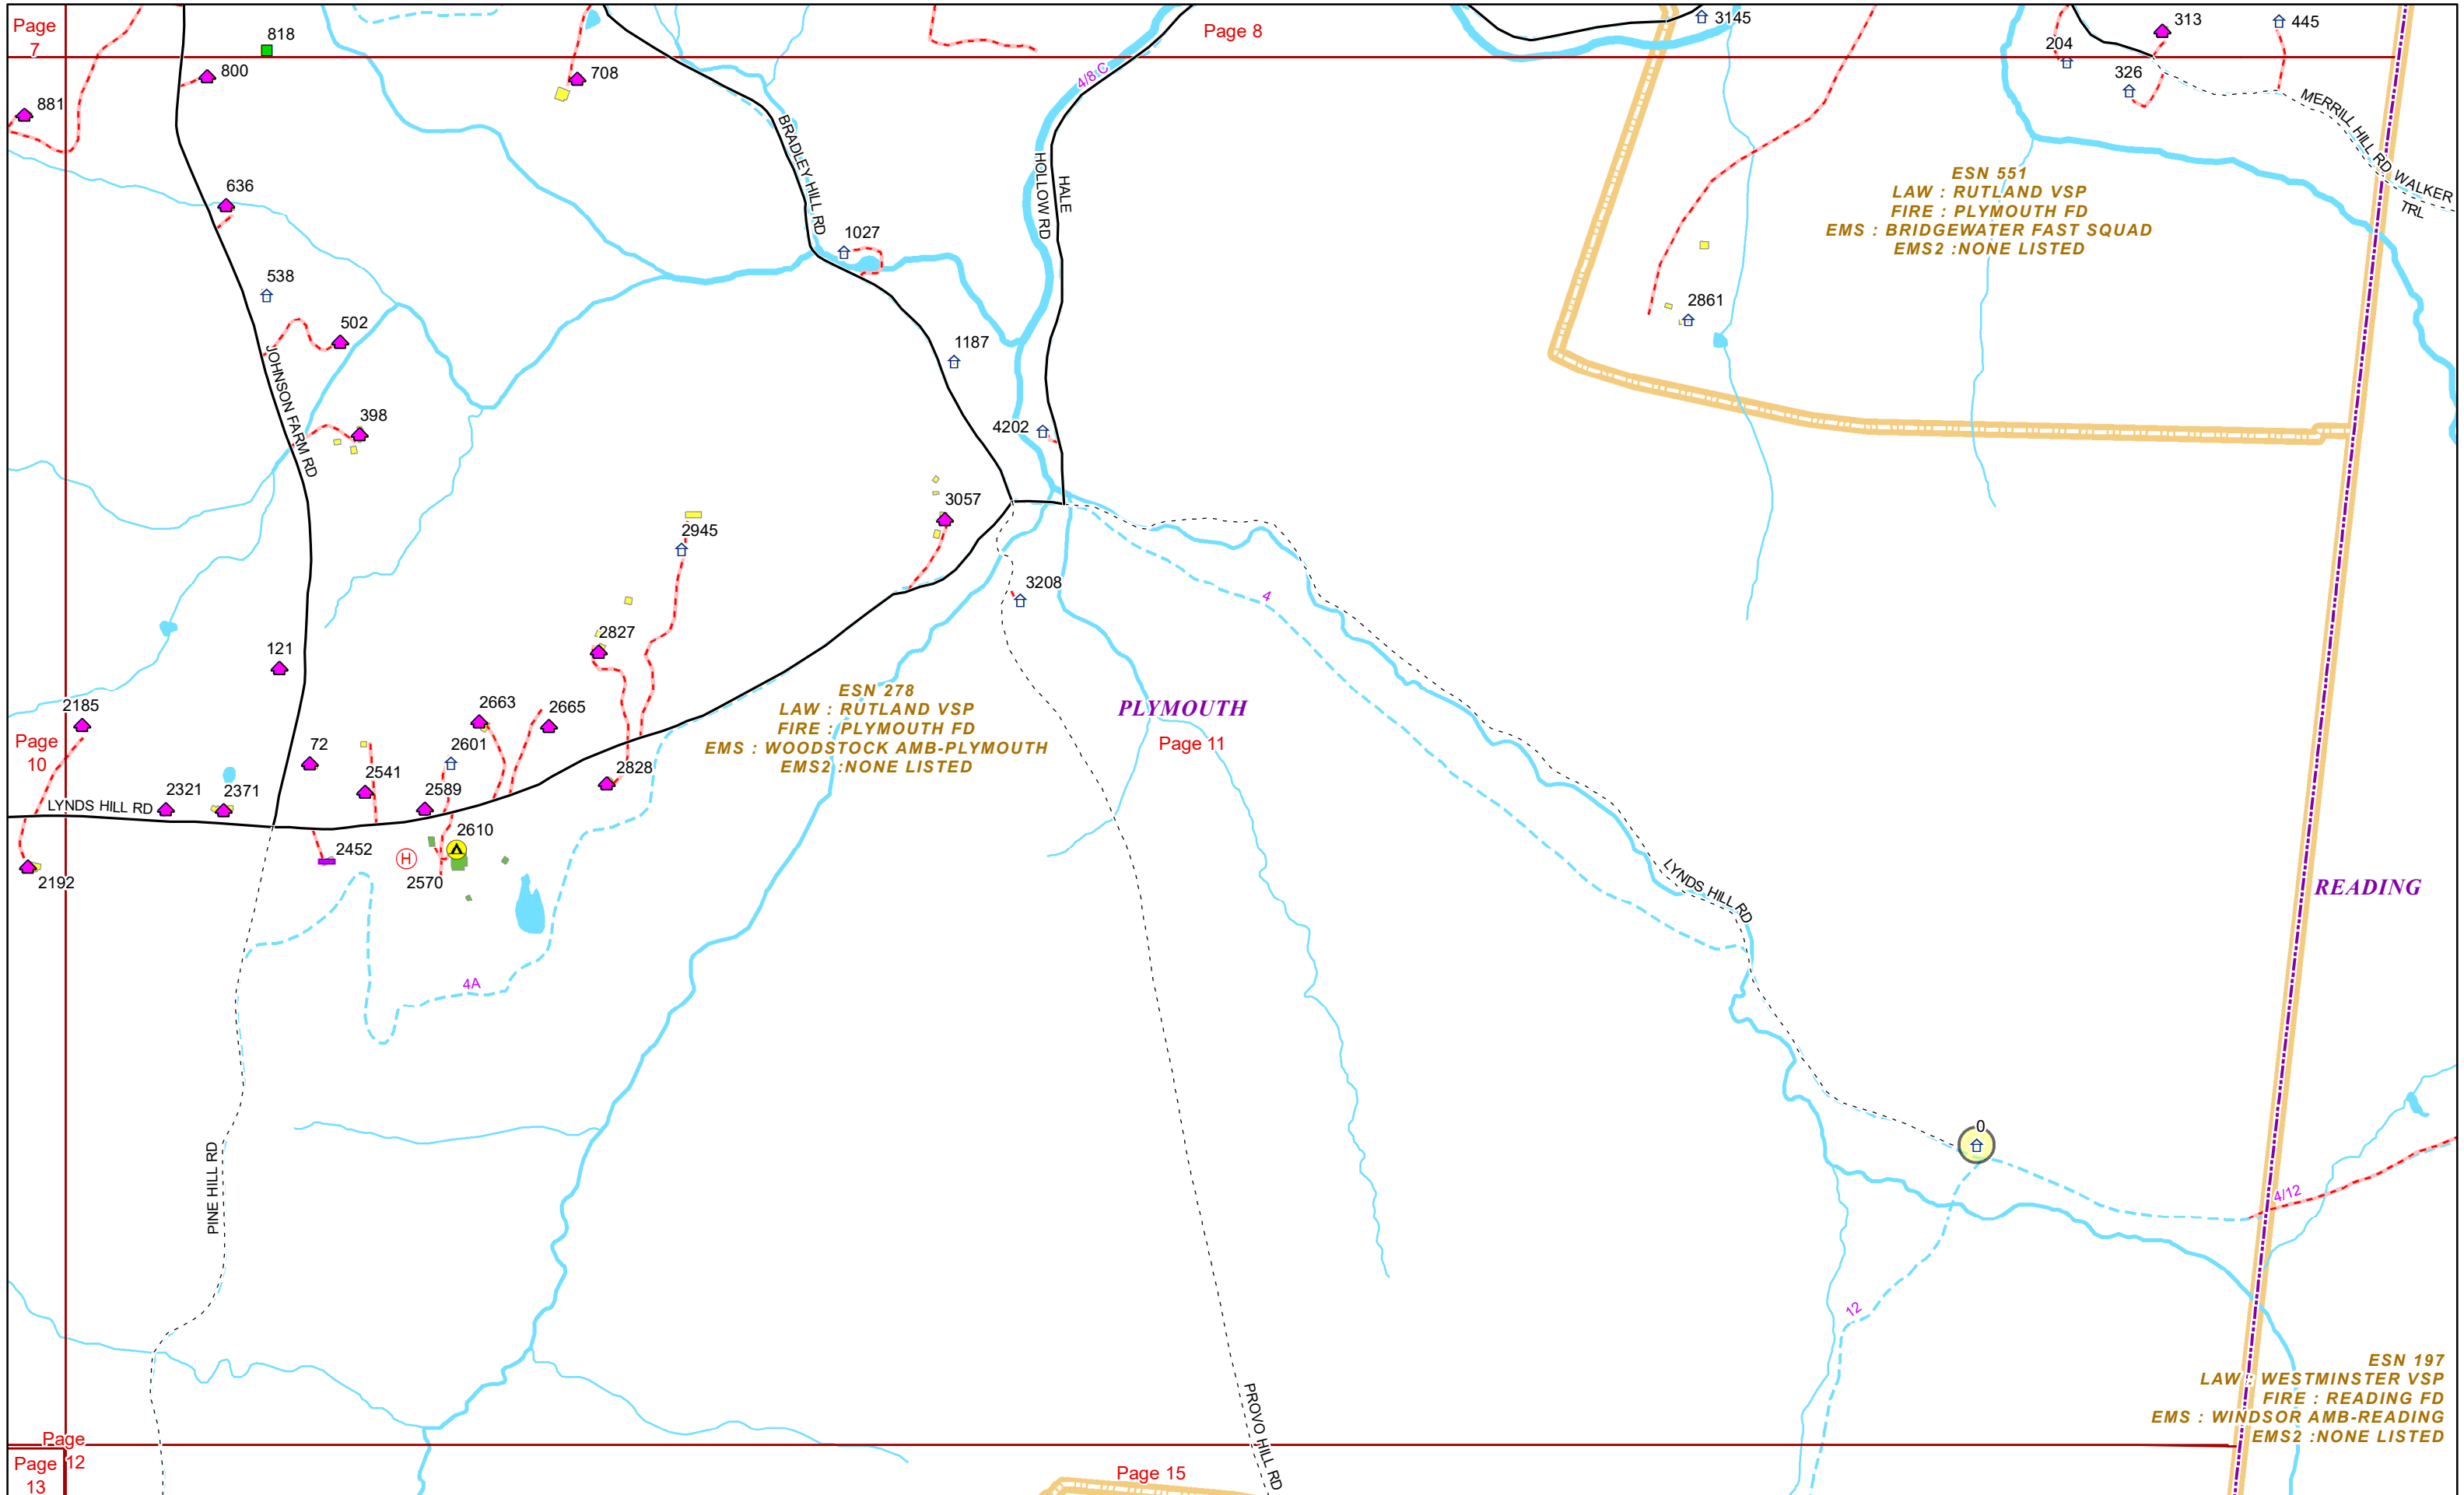 Page
7
818
800
881
708
Page 8
4/8 C
3145
204
313
445
326
MERRILL HILL RD
WALKER
TRL
BRADLEY HILL RD
HOLLOW RD
HALE
ESN 551
LAW : RUTLAND VSP
FIRE : PLYMOUTH FD
EMS : BRIDGEWATER FAST SQUAD
EMS2 :NONE LISTED
636
1027
538
502
2861
1187
JOHNSON FARM RD
398
4202
3057
2945
3208
4
2827
121
2185
2663
2665
ESN 278
LAW : RUTLAND VSP
FIRE : PLYMOUTH FD
EMS : WOODSTOCK AMB-PLYMOUTH
EMS2 :NONE LISTED
PLYMOUTH
Page 11
Page
10
72
2601
2541
2828
2321
2371
2589
LYNDS HILL RD
2610
2452
H
2570
2192
LYNDS HILL RD
READING
4A
0
PINE HILL RD
4/12
12
ESN 197
LAW : WESTMINSTER VSP
FIRE : READING FD
EMS : WINDSOR AMB-READING
EMS2 :NONE LISTED
PROVO HILL RD
Page
12
Page
13
Page 15